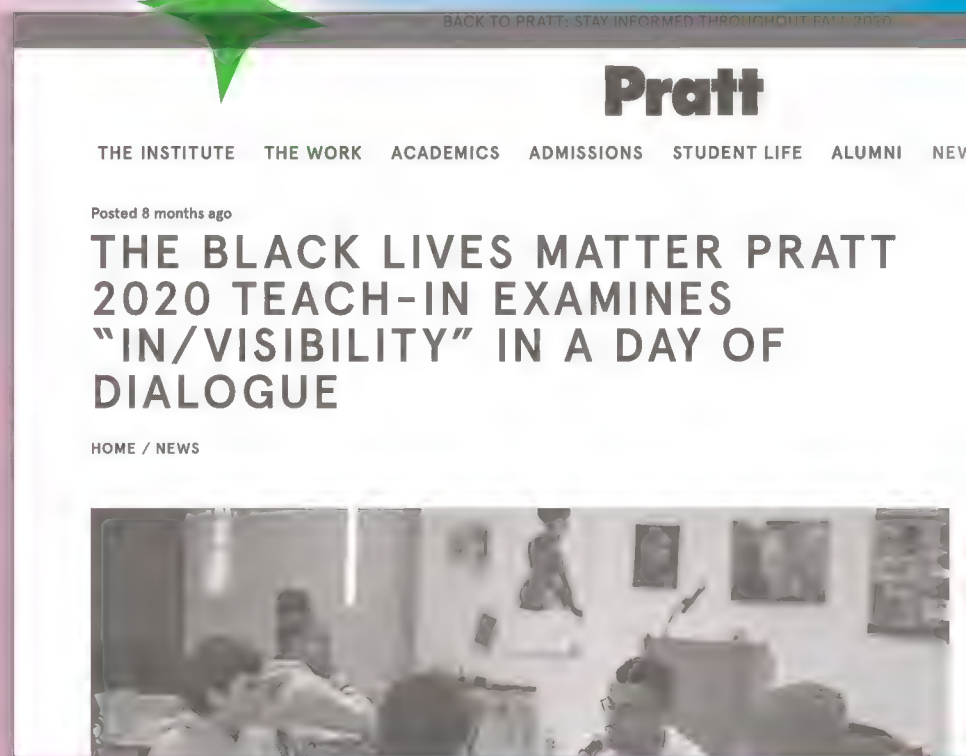 BACK TO PRATT: STAY INFORMED THROUGHOUT FALL 2020
Pratt
THE INSTITUTE THE WORK ACADEMICS ADMISSIONS STUDENT LIFE ALUMNI NEW
Posted 8 months ago
THE BLACK LIVES MATTER PRATT
2020 TEACH-IN EXAMINES
“IN/VISIBILITY” IN A DAY OF
DIALOGUE
HOME / NEWS